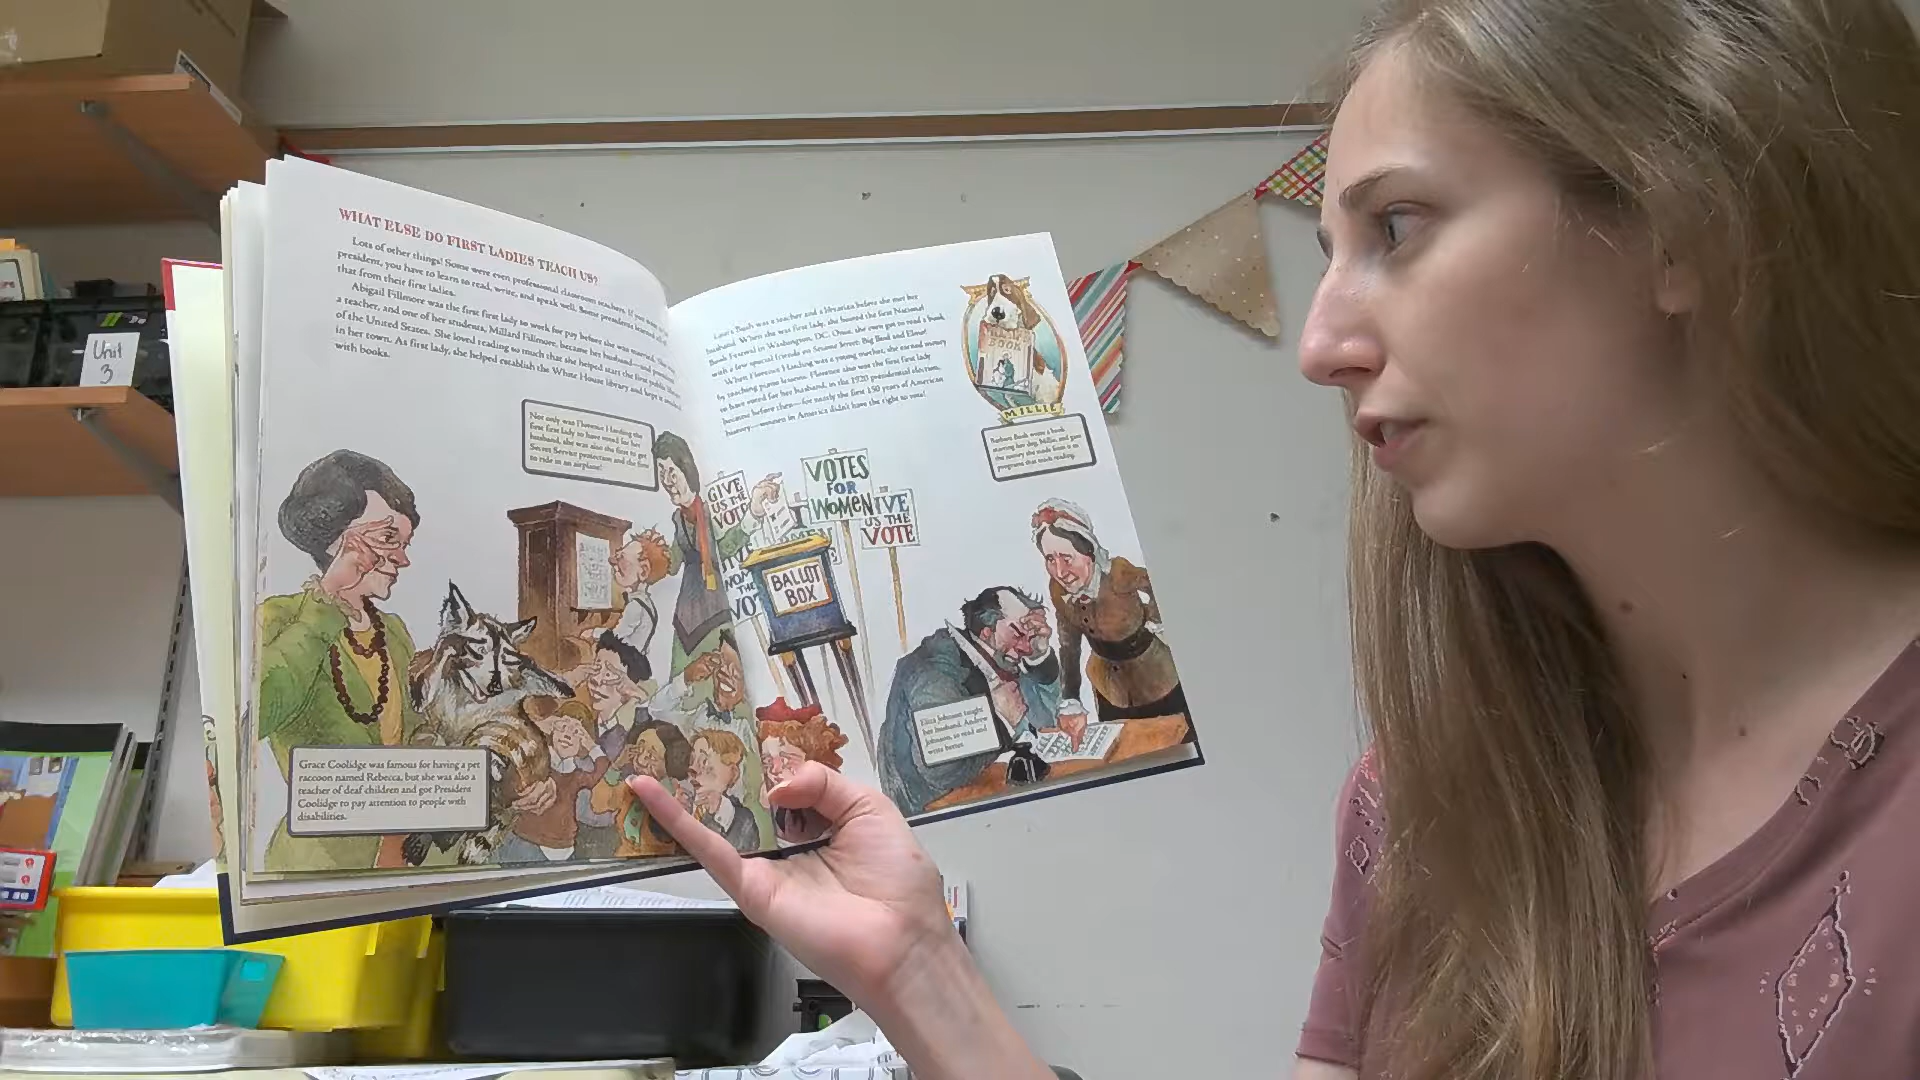 WHAT ELSE DO FIRST LADIES TEACH US?
Lots of other things! Some were even professional classroom teachers. If you want to be
president, you have to learn to read, write, and speak well. Some presidents learned all of
that from their first ladies.
Abigail Fillmore was the first first lady to work for pay before she was married. She was
a teacher, and one of her students, Millard Fillmore, became her husband—and president
of the United States. She loved reading so much that she helped start the first public library
in her town. As first lady, she helped establish the White House library and kept it stocked
with books.
Not only was Florence Harding the
first first lady to have voted for her
husband, she was also the first to get
Secret Service protection and the first
to ride in an airplane!
Grace Coolidge was famous for having a pet
raccoon named Rebecca, but she was also a
teacher of deaf children and got President
Coolidge to pay attention to people with
disabilities.
Laura Bush was a teacher and a librarian before she met her
husband. When she was first lady, she hosted the first National
Book Festival in Washington, DC. Once, she even got to read a book
with a few special friends on Sesame Street: Big Bird and Elmo!
When Florence Harding was a young mother, she earned money
by teaching piano lessons. Florence also was the first first lady
to have voted for her husband, in the 1920 presidential election,
because before then—for nearly the first 150 years of American
history—women in America didn't have the right to vote!
BOOK
MILLIE
Barbara Bush wrote a book
starring her dog, Millie, and gave
the money she made from it to
programs that teach reading.
GIVE
US THE
VOTE
VOTES
FOR
WOMEN
IVE
US THE
VOTE
MEN
THE
VO
BALLOT
BOX
Eliza Johnson taught
her husband, Andrew
Johnson, to read and
write better.
Unit
3